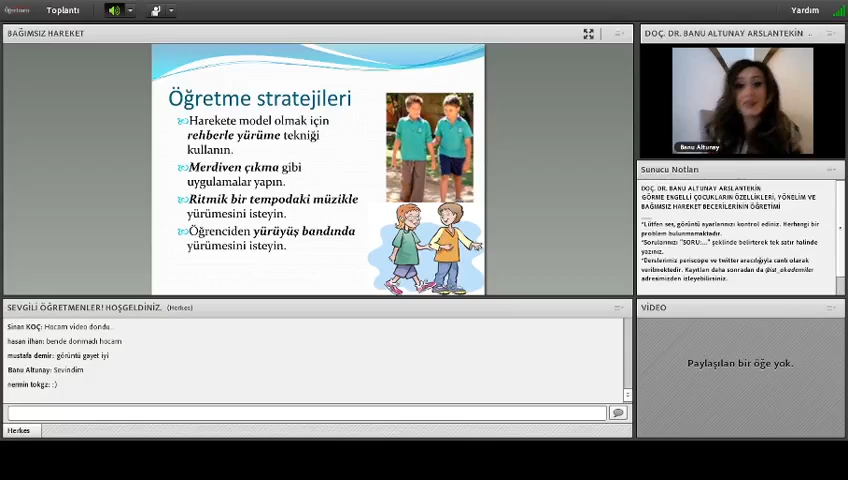 Öğretmen
Toplantı
Yardım
BAĞIMSIZ HAREKET
DOÇ. DR. BANU ALTUNAY ARSLANTEKİN ..
Öğretme stratejileri
Harekete model olmak için
rehberle yürüme tekniği
kullanın.
Merdiven çıkma gibi
uygulamalar yapın.
Ritmik bir tempodaki müzikle
yürümesini isteyin.
Öğrenciden yürüyüş bandında
yürümesini isteyin.
Banu Altunay
Sunucu Notları
DOÇ. DR. BANU ALTUNAY ARSLANTEKİN
GÖRME ENGELLİ ÇOCUKLARIN ÖZELLİKLERİ, YÖNELİM VE
BAĞIMSIZ HAREKET BECERİLERİNİN ÖĞRETİMİ
.....
*Lütfen ses, görüntü ayarlarınızı kontrol ediniz. Herhangi bir
problem bulunmamaktadır.
*Sorularınızı "SORU:..." şeklinde belirterek tek satır halinde
yazınız.
*Derslerimiz periscope ve twitter aracılığıyla canlı olarak
verilmektedir. Kayıtları daha sonradan da @ist_akademiler
adresimizden izleyebilirsiniz.
SEVGİLİ ÖĞRETMENLER! HOŞGELDİNİZ. (Herkes)
Sinan KOÇ: Hocam video dondu..
hasan ilhan: bende donmadı hocam
mustafa demir: görüntü gayet iyi
Banu Altunay: Sevindim
nermin tokgz: :)
Herkes
VİDEO
Paylaşılan bir öğe yok.